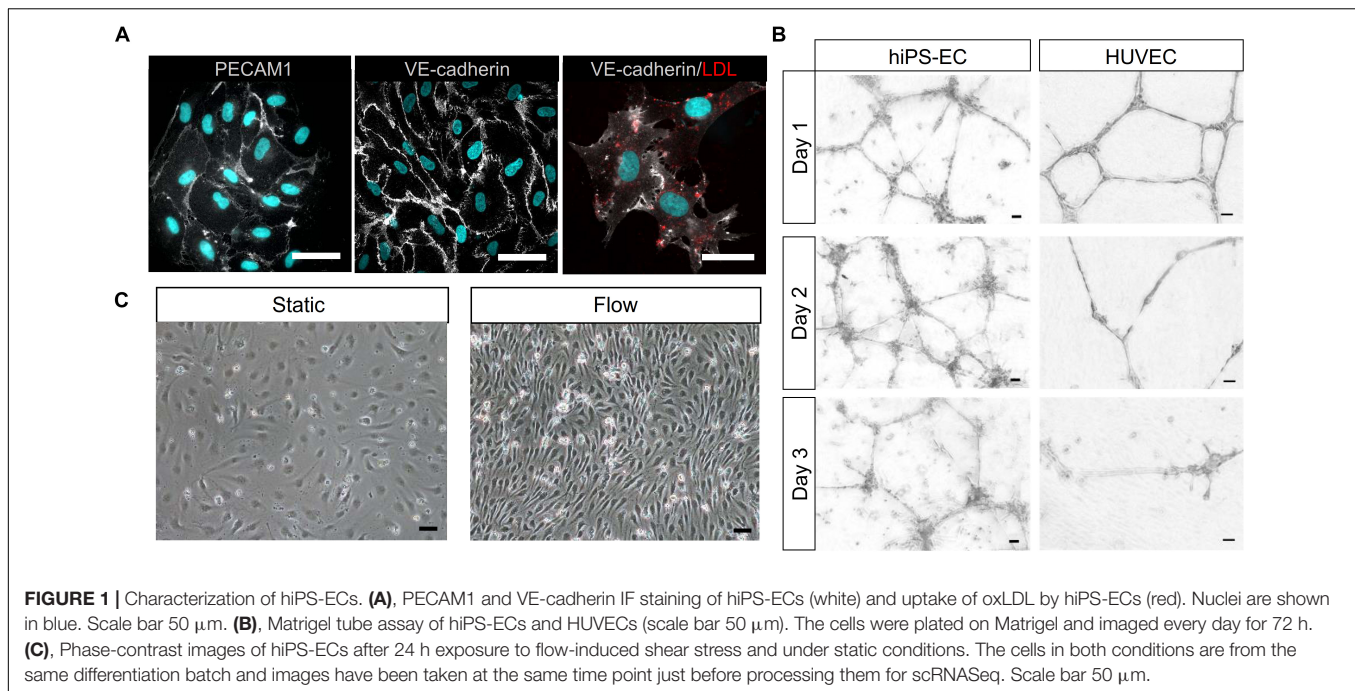 A
PECAM1
VE-cadherin
VE-cadherin/LDL
B
hiPS-EC
HUVEC
Day 1
Day 2
Day 3
C
Static
Flow
FIGURE 1 | Characterization of hiPS-ECs. (A), PECAM1 and VE-cadherin IF staining of hiPS-ECs (white) and uptake of oxLDL by hiPS-ECs (red). Nuclei are shown
in blue. Scale bar 50 μm. (B), Matrigel tube assay of hiPS-ECs and HUVECs (scale bar 50 μm). The cells were plated on Matrigel and imaged every day for 72 h.
(C), Phase-contrast images of hiPS-ECs after 24 h exposure to flow-induced shear stress and under static conditions. The cells in both conditions are from the
same differentiation batch and images have been taken at the same time point just before processing them for scRNASeq. Scale bar 50 μm.